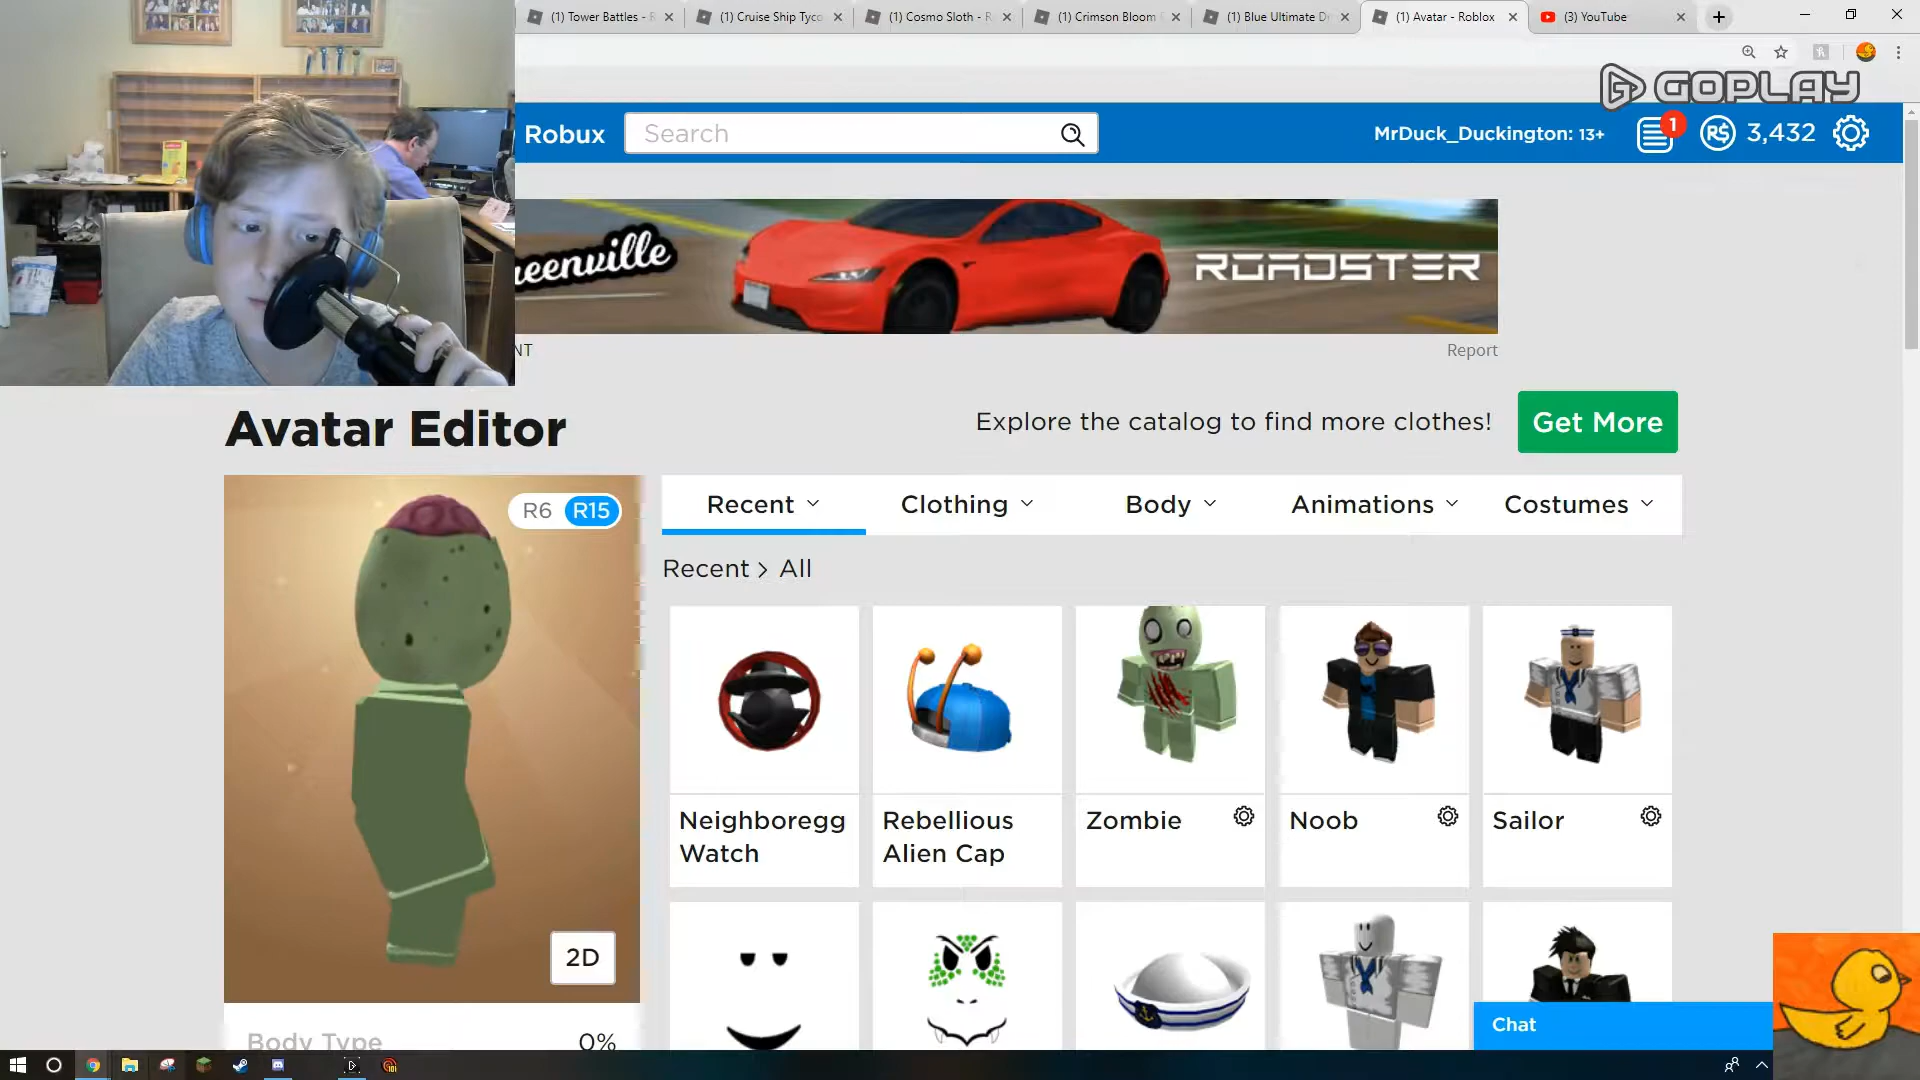 (1) Tower Battles - R
(1) Cruise Ship Tyco
(1) Cosmo Sloth - R
(1) Crimson Bloom
(1) Blue Ultimate D
(1) Avatar - Roblox
(3) YouTube
GOPLAY
Robux
Search
MrDuck_Duckington: 13+
1
R$
3,432
eenville
ROADSTER
NT
Report
Avatar Editor
Explore the catalog to find more clothes!
Get More
R6 R15
Recent
Clothing
Body
Animations
Costumes
Recent > All
Neighboregg
Watch
Rebellious
Alien Cap
Zombie
Noob
Sailor
2D
Body Type
0%
Chat